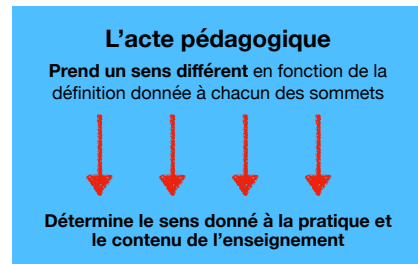 L’acte pédagogique
Prend un sens différent en fonction de la
définition donnée à chacun des sommets
Détermine le sens donné à la pratique et
le contenu de l’enseignement